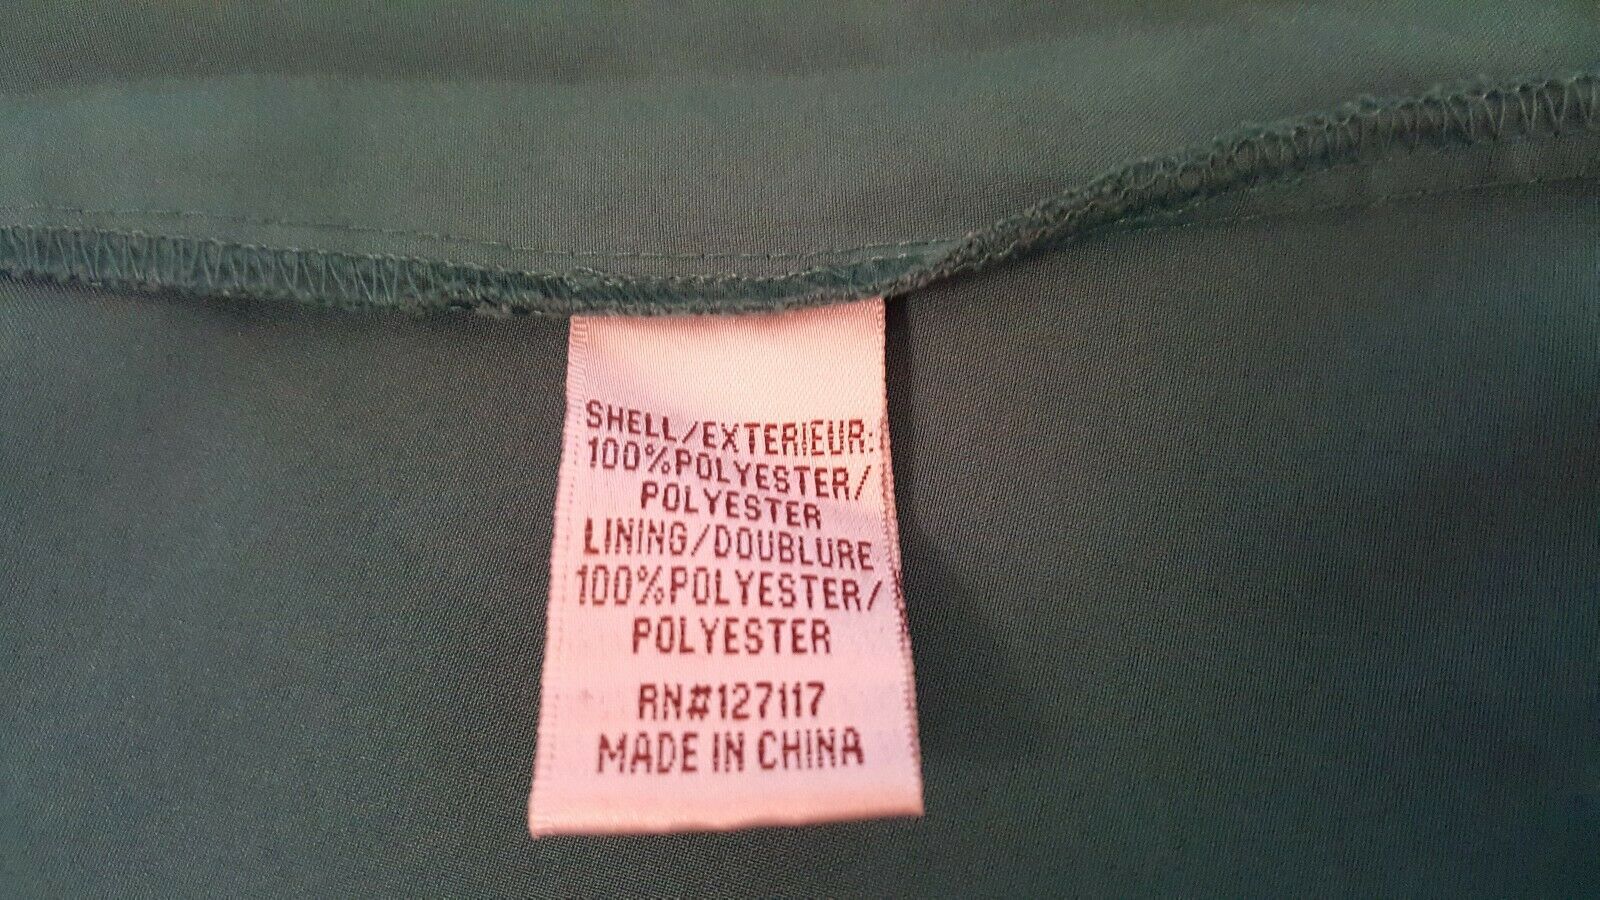 SHELL/EXTERIEUR:
100%POLYESTER/
POLYESTER
LINING/DOUBLURE
100%POLYESTER/
POLYESTER
RN#127117
MADE IN CHINA